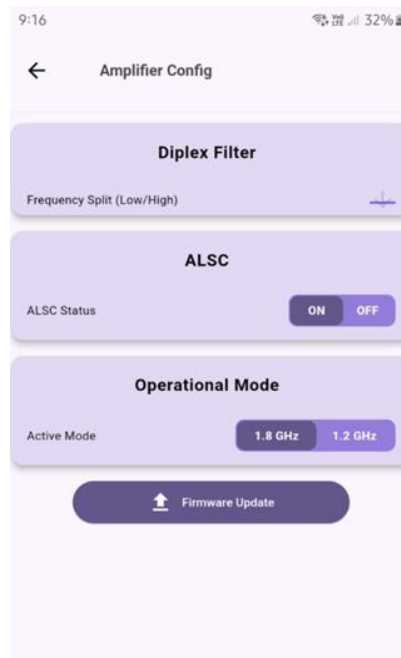 9:16
32%
Amplifier Config
Diplex Filter
Frequency Split (Low/High)
ALSC
ALSC Status
ON OFF
Operational Mode
Active Mode
1.8 GHz 1.2 GHz
Firmware Update